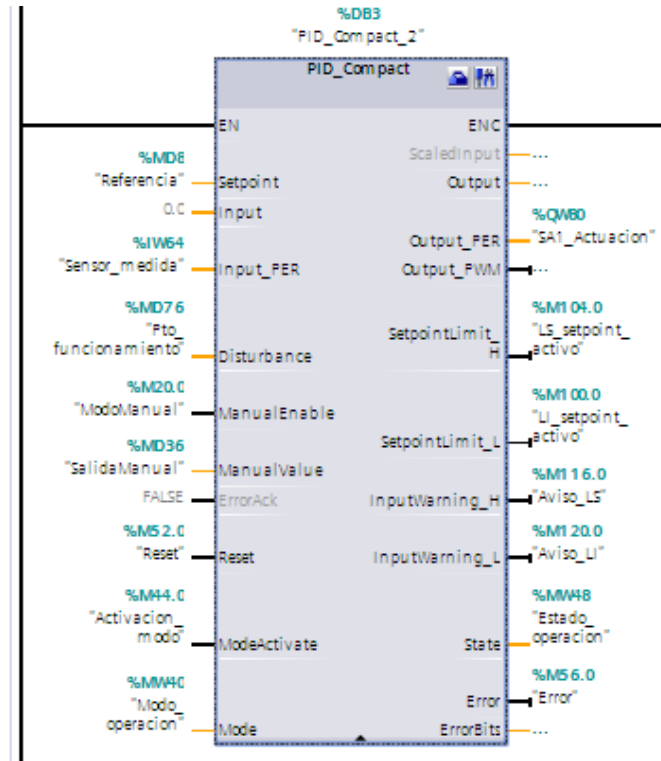 %DB3
"PID_Compact_2"
PID_Compact
EN ENO
ScaledInput ...
%MD8
"Referencia" Setpoint Output ...
0.0 Input
%QW80
Output_PER "SA1_Actuacion"
%IW64
"Sensor_medida" Input_PER Output_PWM ...
%MD76
"Pto_
funcionamiento" Disturbance
%M104.0
SetpointLimit_
H
"LS_setpoint_
activo"
%M20.0
"ModoManual" ManualEnable
%M100.0
"LI_setpoint_
SetpointLimit_L activo"
%MD36
"SalidaManual" ManualValue
FALSE ErrorAck
%M116.0
InputWarning_H "Aviso_LS"
%M52.0
"Reset" Reset
%M120.0
InputWarning_L "Aviso_LI"
%M44.0
"Activacion_
modo" ModeActivate
%MW48
"Estado_
State operacion"
%MW40
"Modo_
operacion" Mode
%M56.0
Error "Error"
ErrorBits ...